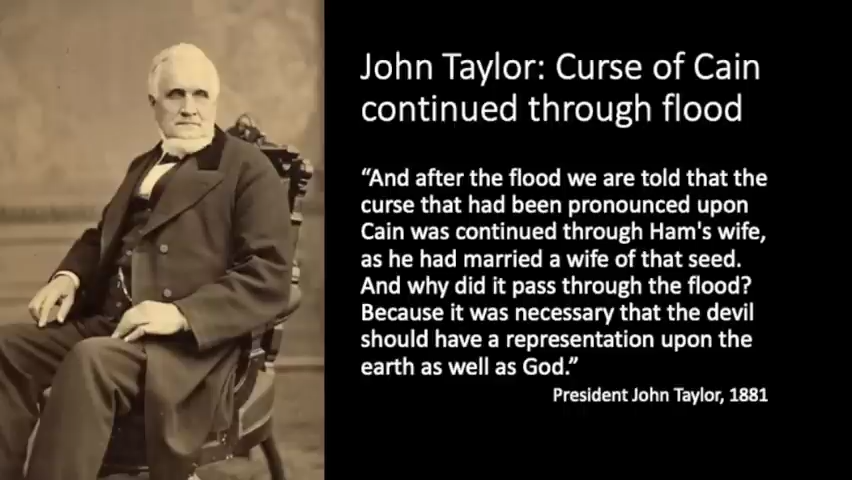 John Taylor: Curse of Cain
continued through flood
“And after the flood we are told that the
curse that had been pronounced upon
Cain was continued through Ham's wife,
as he had married a wife of that seed.
And why did it pass through the flood?
Because it was necessary that the devil
should have a representation upon the
earth as well as God.”
President John Taylor, 1881